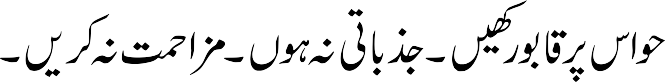 حواس پر قابو رکھیں۔ جذباتی نہ ہوں۔ مزاحمت نہ کریں۔